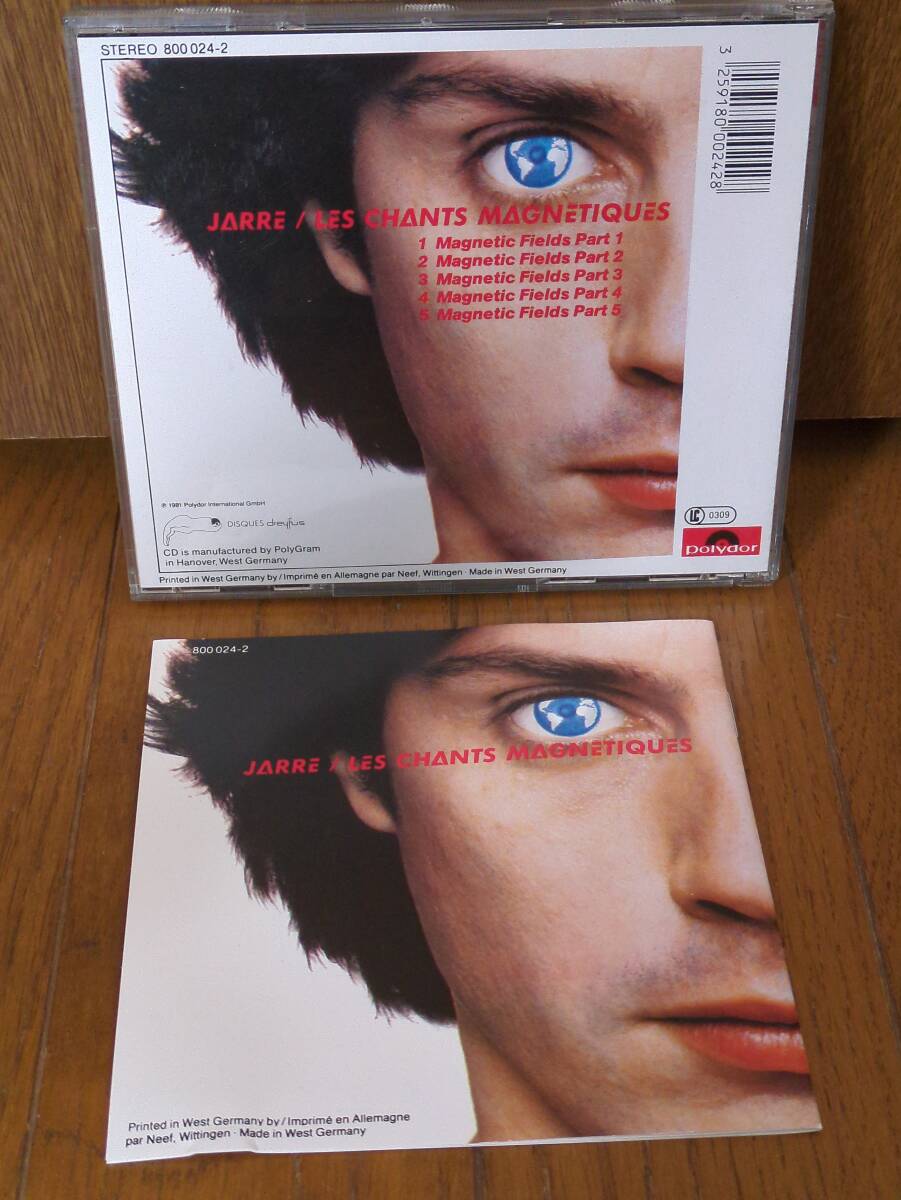 STEREO 800 024-2
3 259180 002428
JARRE / LES CHANTS MAGNETIQUES
1 Magnetic Fields Part 1
2 Magnetic Fields Part 2
3 Magnetic Fields Part 3
4 Magnetic Fields Part 4
5 Magnetic Fields Part 5
℗ 1981 Polydor International GmbH
DISQUES dreyfus
CD is manufactured by PolyGram
in Hanover, West Germany
LC 0309
polydor
Printed in West Germany by / Imprimé en Allemagne par Neef, Wittingen · Made in West Germany
800 024-2
JARRE / LES CHANTS MAGNETIQUES
Printed in West Germany by / Imprimé en Allemagne
par Neef, Wittingen · Made in West Germany